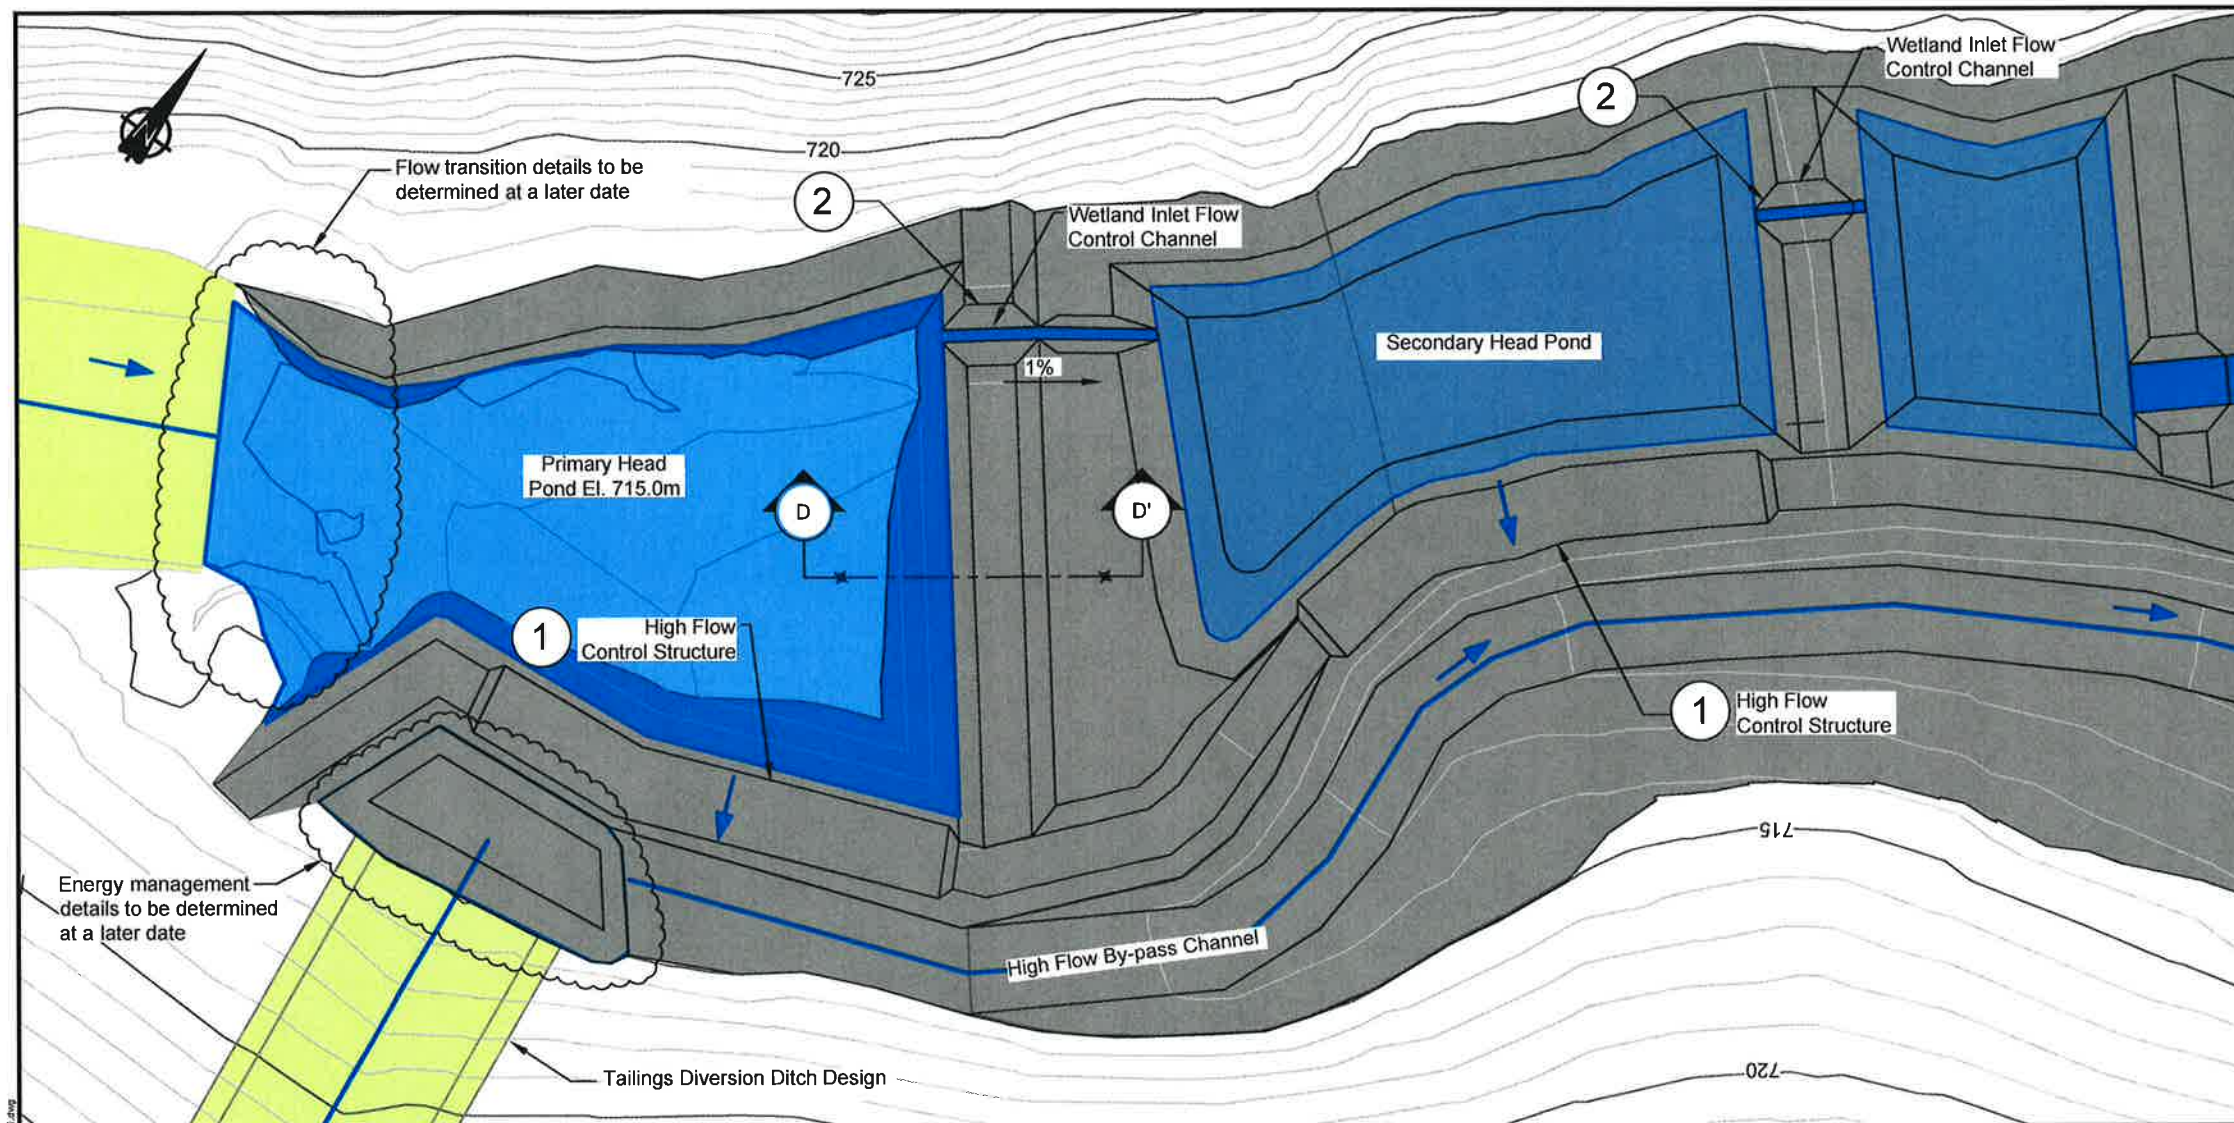 Wetland Inlet Flow
Control Channel
2
725
720
Flow transition details to be
determined at a later date
2
Wetland Inlet Flow
Control Channel
N
1%
Secondary Head Pond
Primary Head
Pond El. 715.0m
D
D'
1
High Flow
Control Structure
1
High Flow
Control Structure
715
Energy management
details to be determined
at a later date
High Flow By-pass Channel
720
Tailings Diversion Ditch Design